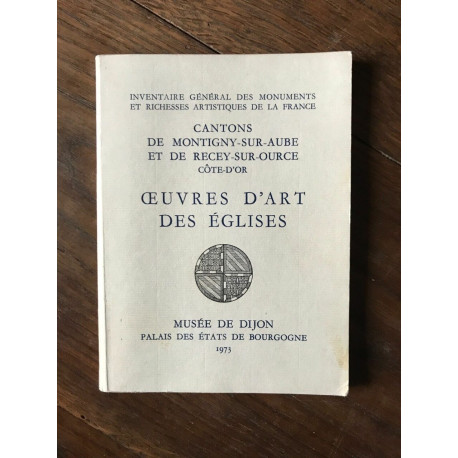 INVENTAIRE GÉNÉRAL DES MONUMENTS
ET RICHESSES ARTISTIQUES DE LA FRANCE
CANTONS
DE MONTIGNY-SUR-AUBE
ET DE RECEY-SUR-OURCE
CÔTE-D'OR
ŒUVRES D'ART
DES ÉGLISES
MUSÉE DE DIJON
PALAIS DES ÉTATS DE BOURGOGNE
1973